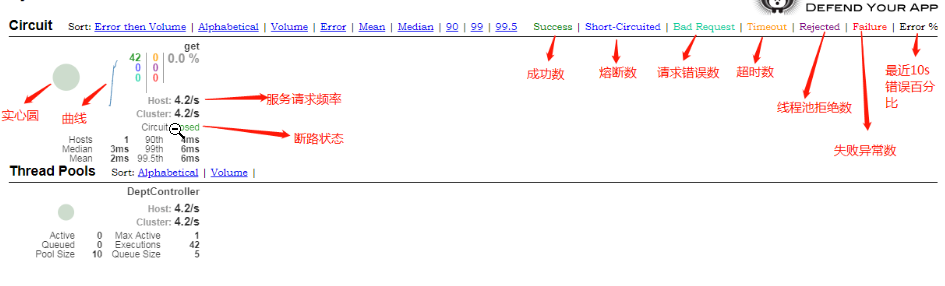 DEFEND YOUR APP
Circuit Sort: Error then Volume | Alphabetical | Volume | Error | Mean | Median | 90 | 99 | 99.5 Success | Short-Circuited | Bad Request | Timeout | Rejected | Failure | Error %
成功数 熔断数 请求错误数 超时数 线程池拒绝数 失败异常数 最近10s
错误百分
比
get
42 0 0.0 %
0 0
0 0
实心圆 曲线
Host: 4.2/s 服务请求频率
Cluster: 4.2/s
Circuit 断路状态
Hosts 1 90th 4ms
Median 3ms 99th 6ms
Mean 2ms 99.5th 6ms
Thread Pools Sort: Alphabetical | Volume |
DeptController
Host: 4.2/s
Cluster: 4.2/s
Active 0 Max Active 1
Queued 0 Executions 42
Pool Size 10 Queue Size 5